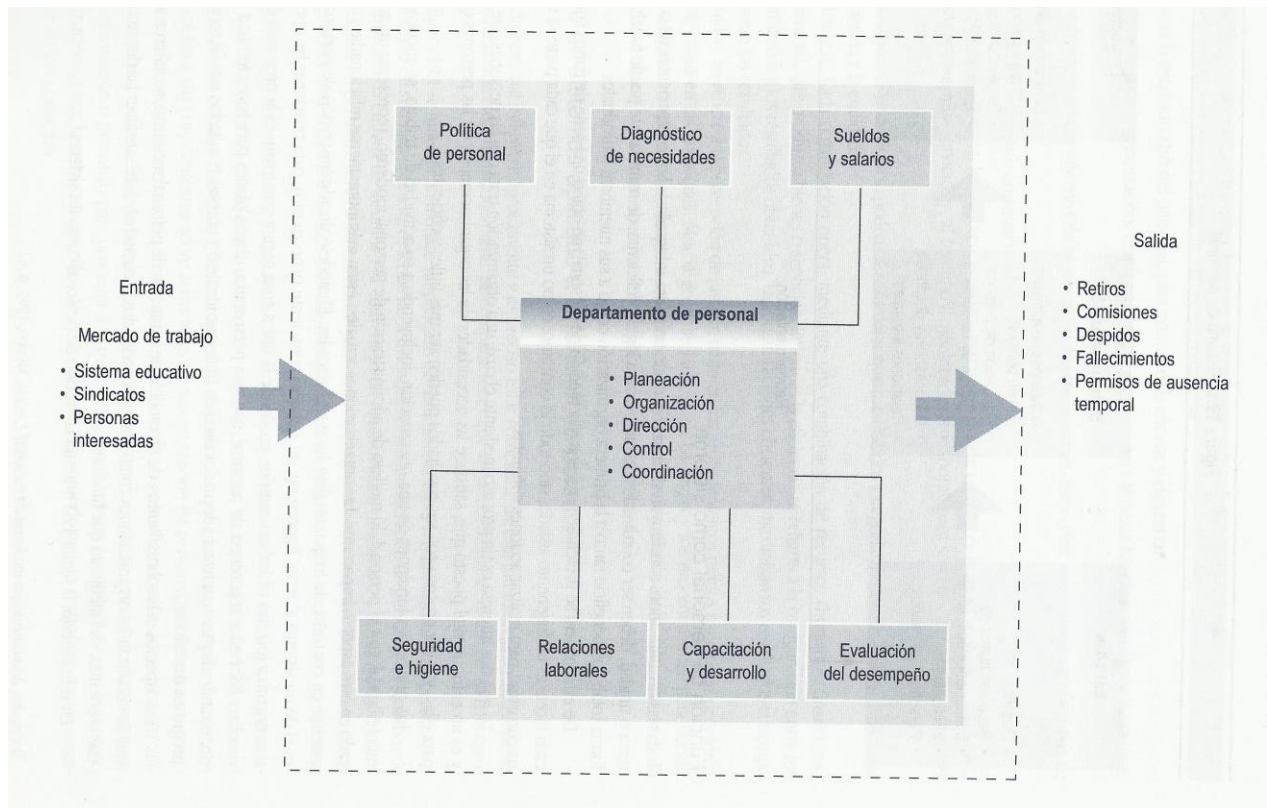 Política
de personal
Diagnóstico
de necesidades
Sueldos
y salarios
Entrada
Mercado de trabajo
• Sistema educativo
• Sindicatos
• Personas
interesadas
Departamento de personal
• Planeación
• Organización
• Dirección
• Control
• Coordinación
Salida
• Retiros
• Comisiones
• Despidos
• Fallecimientos
• Permisos de ausencia
temporal
Seguridad
e higiene
Relaciones
laborales
Capacitación
y desarrollo
Evaluación
del desempeño